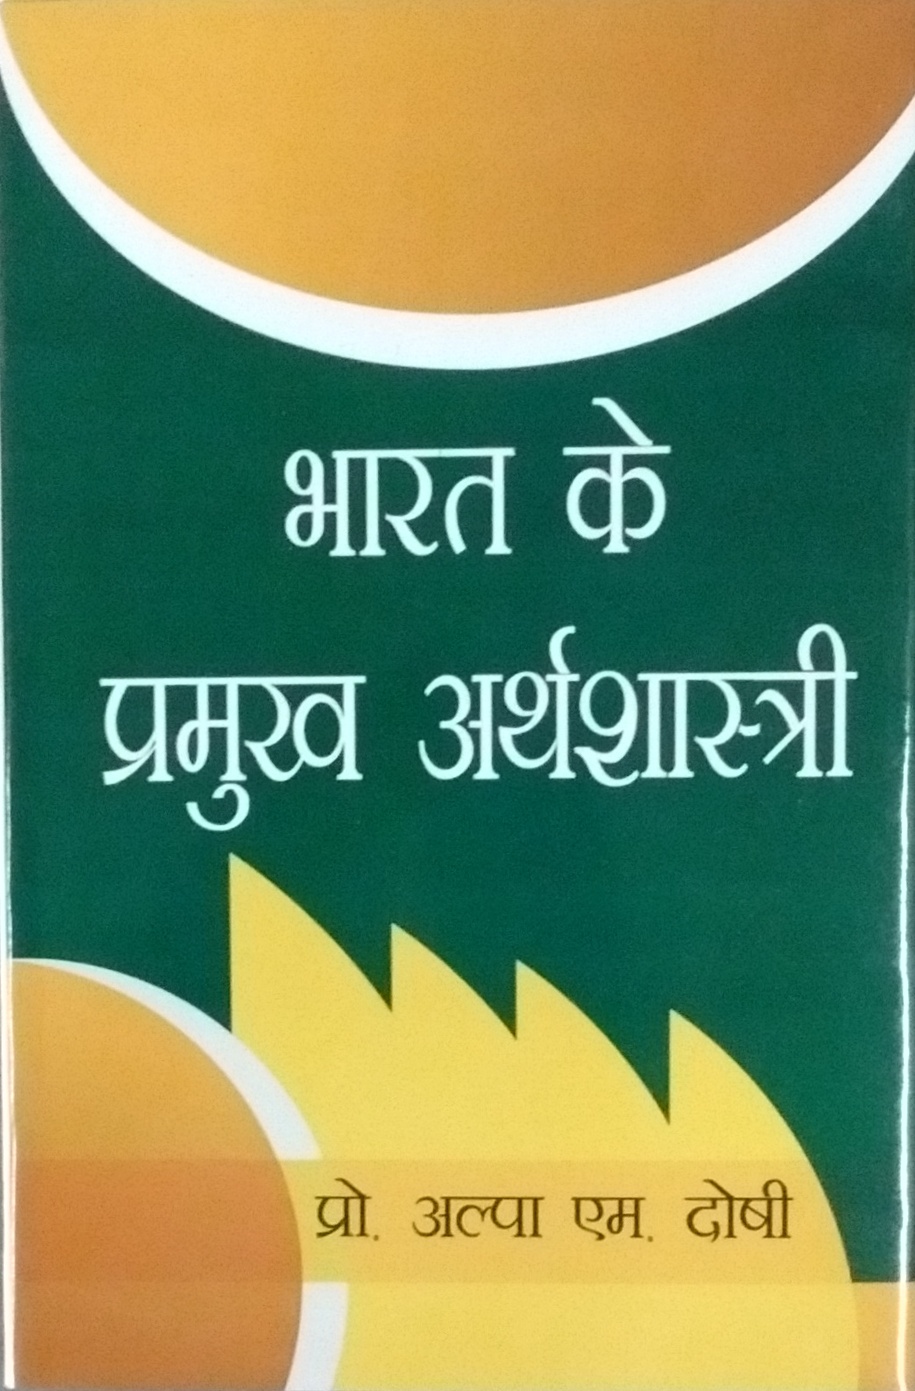 भारत के
प्रमुख अर्थशास्त्री
प्रो. अल्पा एम. दोषी